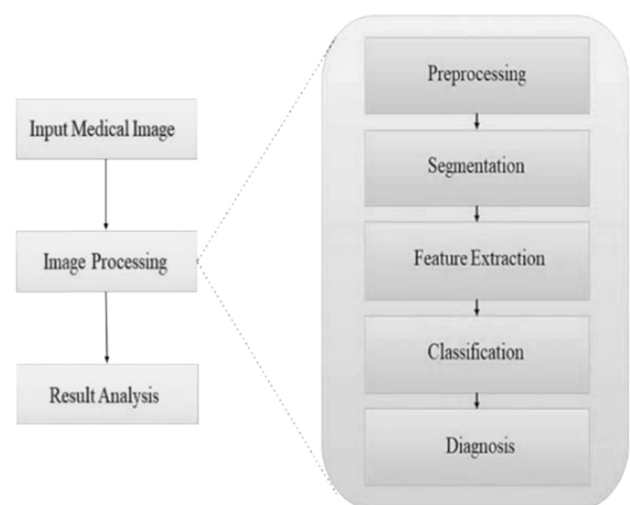 Input Medical Image
Image Processing
Result Analysis
Preprocessing
Segmentation
Feature Extraction
Classification
Diagnosis